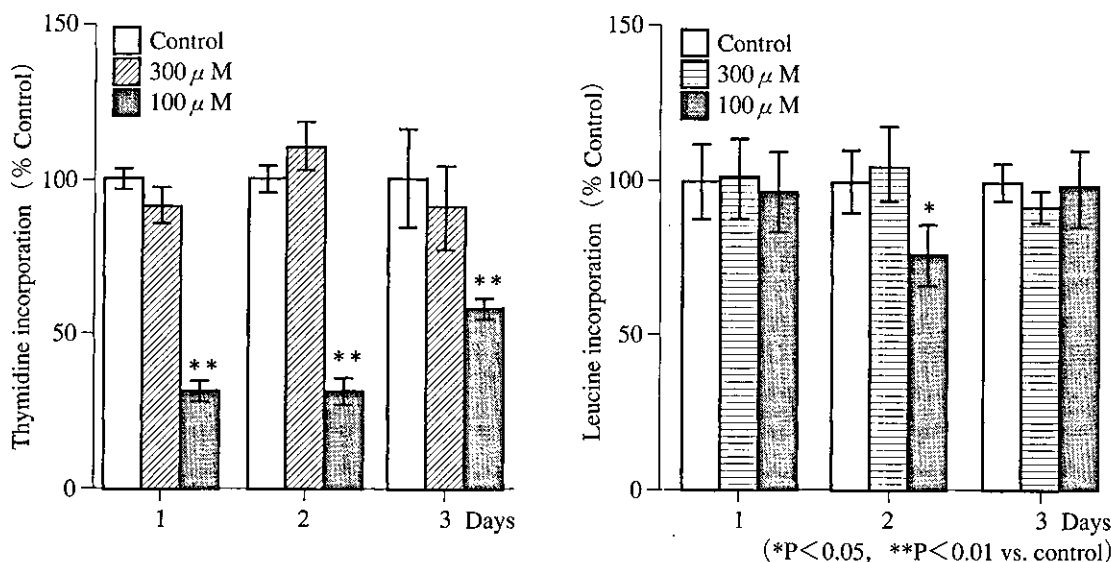 150
Control
300 μ M
100 μ M
100
50
0
Thymidine incorporation (% Control)
**
**
**
1 2 3 Days
150
Control
300 μ M
100 μ M
100
50
0
Leucine incorporation (% Control)
*
1 2 3 Days
(*P<0.05, **P<0.01 vs. control)